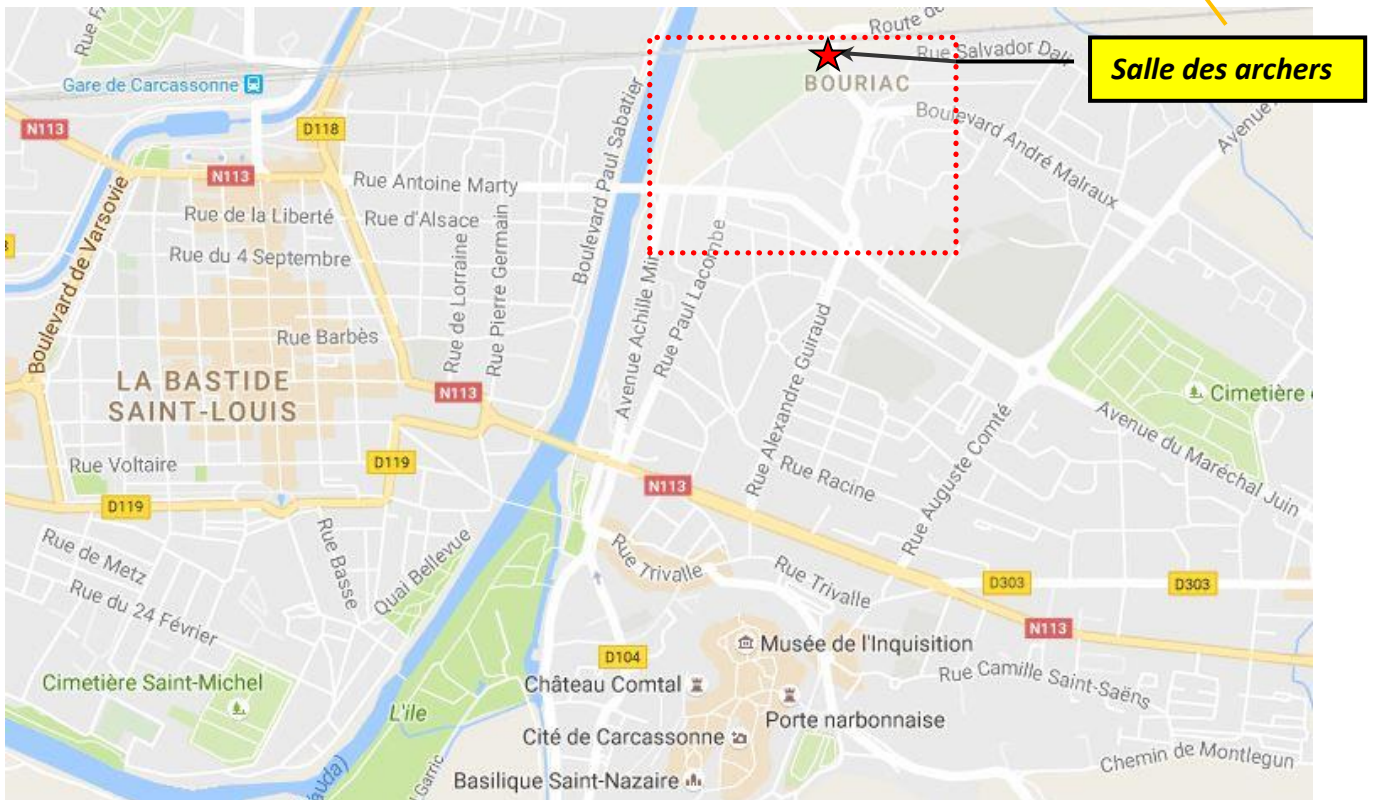 Rue F
Route d
Rue Salvador Dalí
Salle des archers
Gare de Carcassonne
BOURIAC
N113
D118
Boulevard Paul Sabatier
Boulevard André Malraux
Avenue
N113
Rue Antoine Marty
Boulevard de Varsovie
Rue de la Liberté
Rue d'Alsace
Rue du 4 Septembre
Rue de Lorraine
Rue Pierre Germain
Avenue Achille Mir
Rue Paul Lacombe
Rue Barbès
Rue Alexandre Guiraud
LA BASTIDE
SAINT-LOUIS
N113
Cimetière
Avenue du Maréchal Juin
Rue Auguste Comté
Rue Voltaire
D119
Rue Racine
N113
D119
Rue de Metz
Rue Basse
Quai Bellevue
Rue Trivalle
Rue Trivalle
D303
D303
Rue du 24 Février
N113
Musée de l'Inquisition
D104
Rue Camille Saint-Saëns
Cimetière Saint-Michel
Château Comtal
L'ile
Porte narbonnaise
Cité de Carcassonne
Chemin de Montlegun
Basilique Saint-Nazaire
auda)
Garric